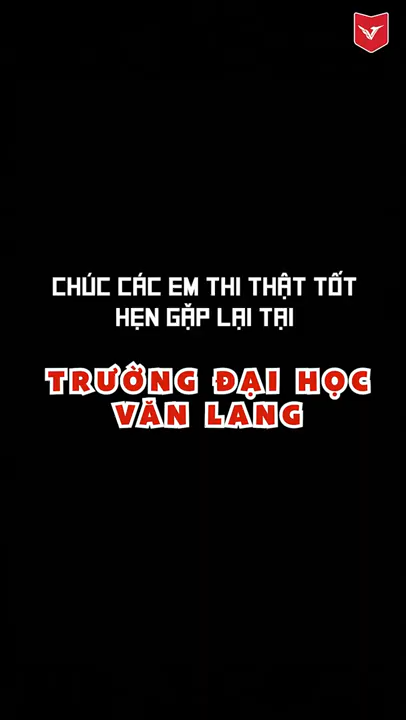 CHÚC CÁC EM THI THẬT TỐT
HẸN GẶP LẠI TẠI
TRƯỜNG ĐẠI HỌC
VĂN LANG